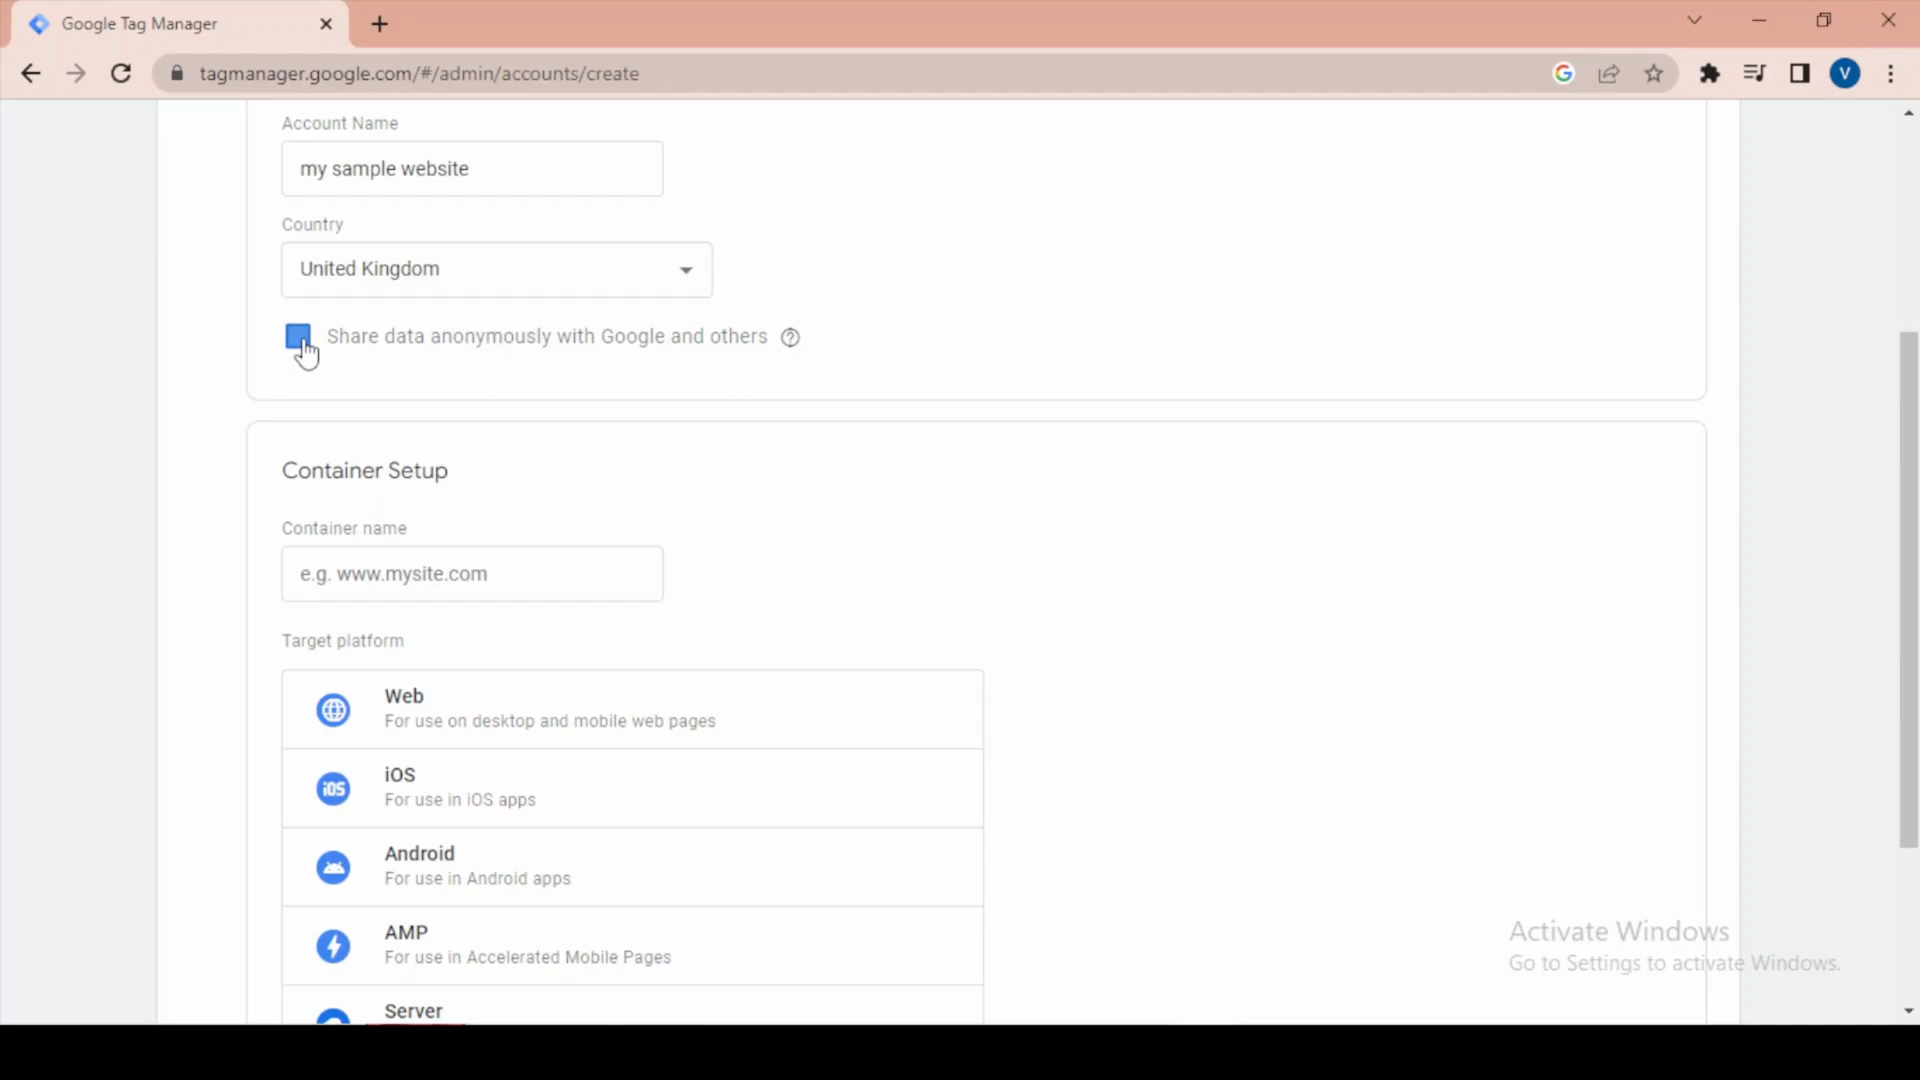 Google Tag Manager
tagmanager.google.com/#/admin/accounts/create
V
Account Name
my sample website
Country
United Kingdom
Share data anonymously with Google and others
Container Setup
Container name
e.g. www.mysite.com
Target platform
Web
For use on desktop and mobile web pages
iOS
iOS
For use in iOS apps
Android
For use in Android apps
AMP
For use in Accelerated Mobile Pages
Server
Activate Windows
Go to Settings to activate Windows.